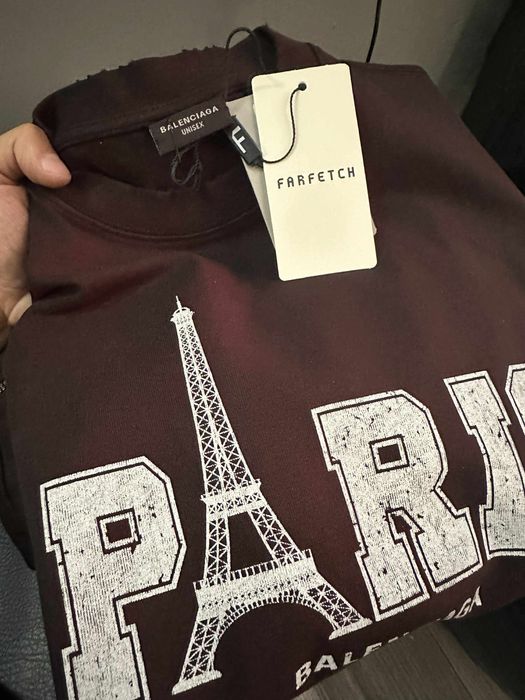 BALENCIAGA
UNISEX
F
FARFETCH
PARIS
BALENCIAGA